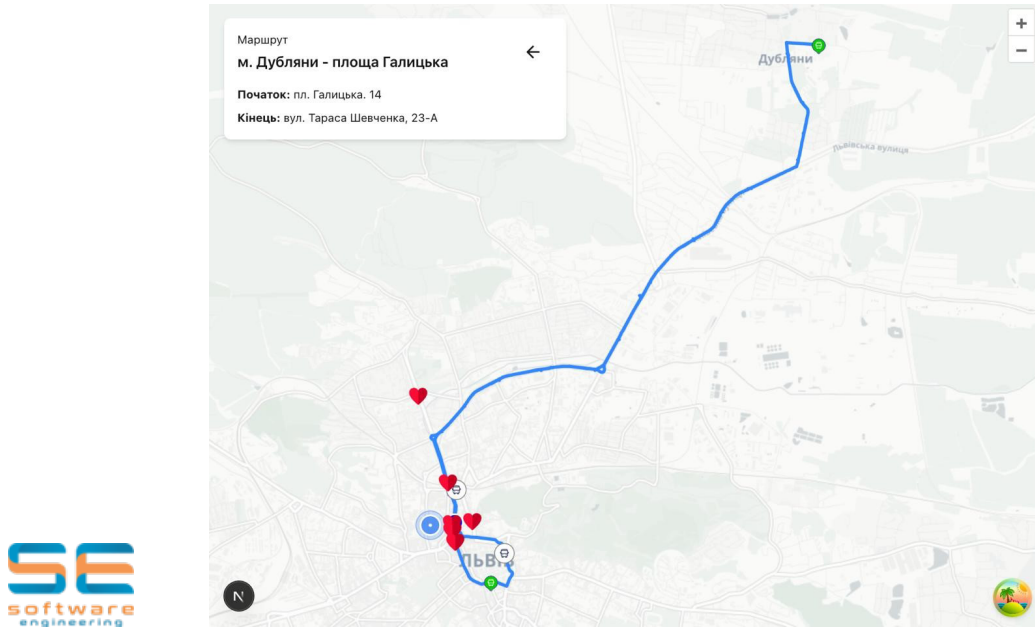 Маршрут
м. Дубляни - площа Галицька
Початок: пл. Галицька. 14
Кінець: вул. Тараса Шевченка, 23-А
+
−
Дубляни
Львівська вулиця
ЛЬВІВ
N
SE
software
engineering